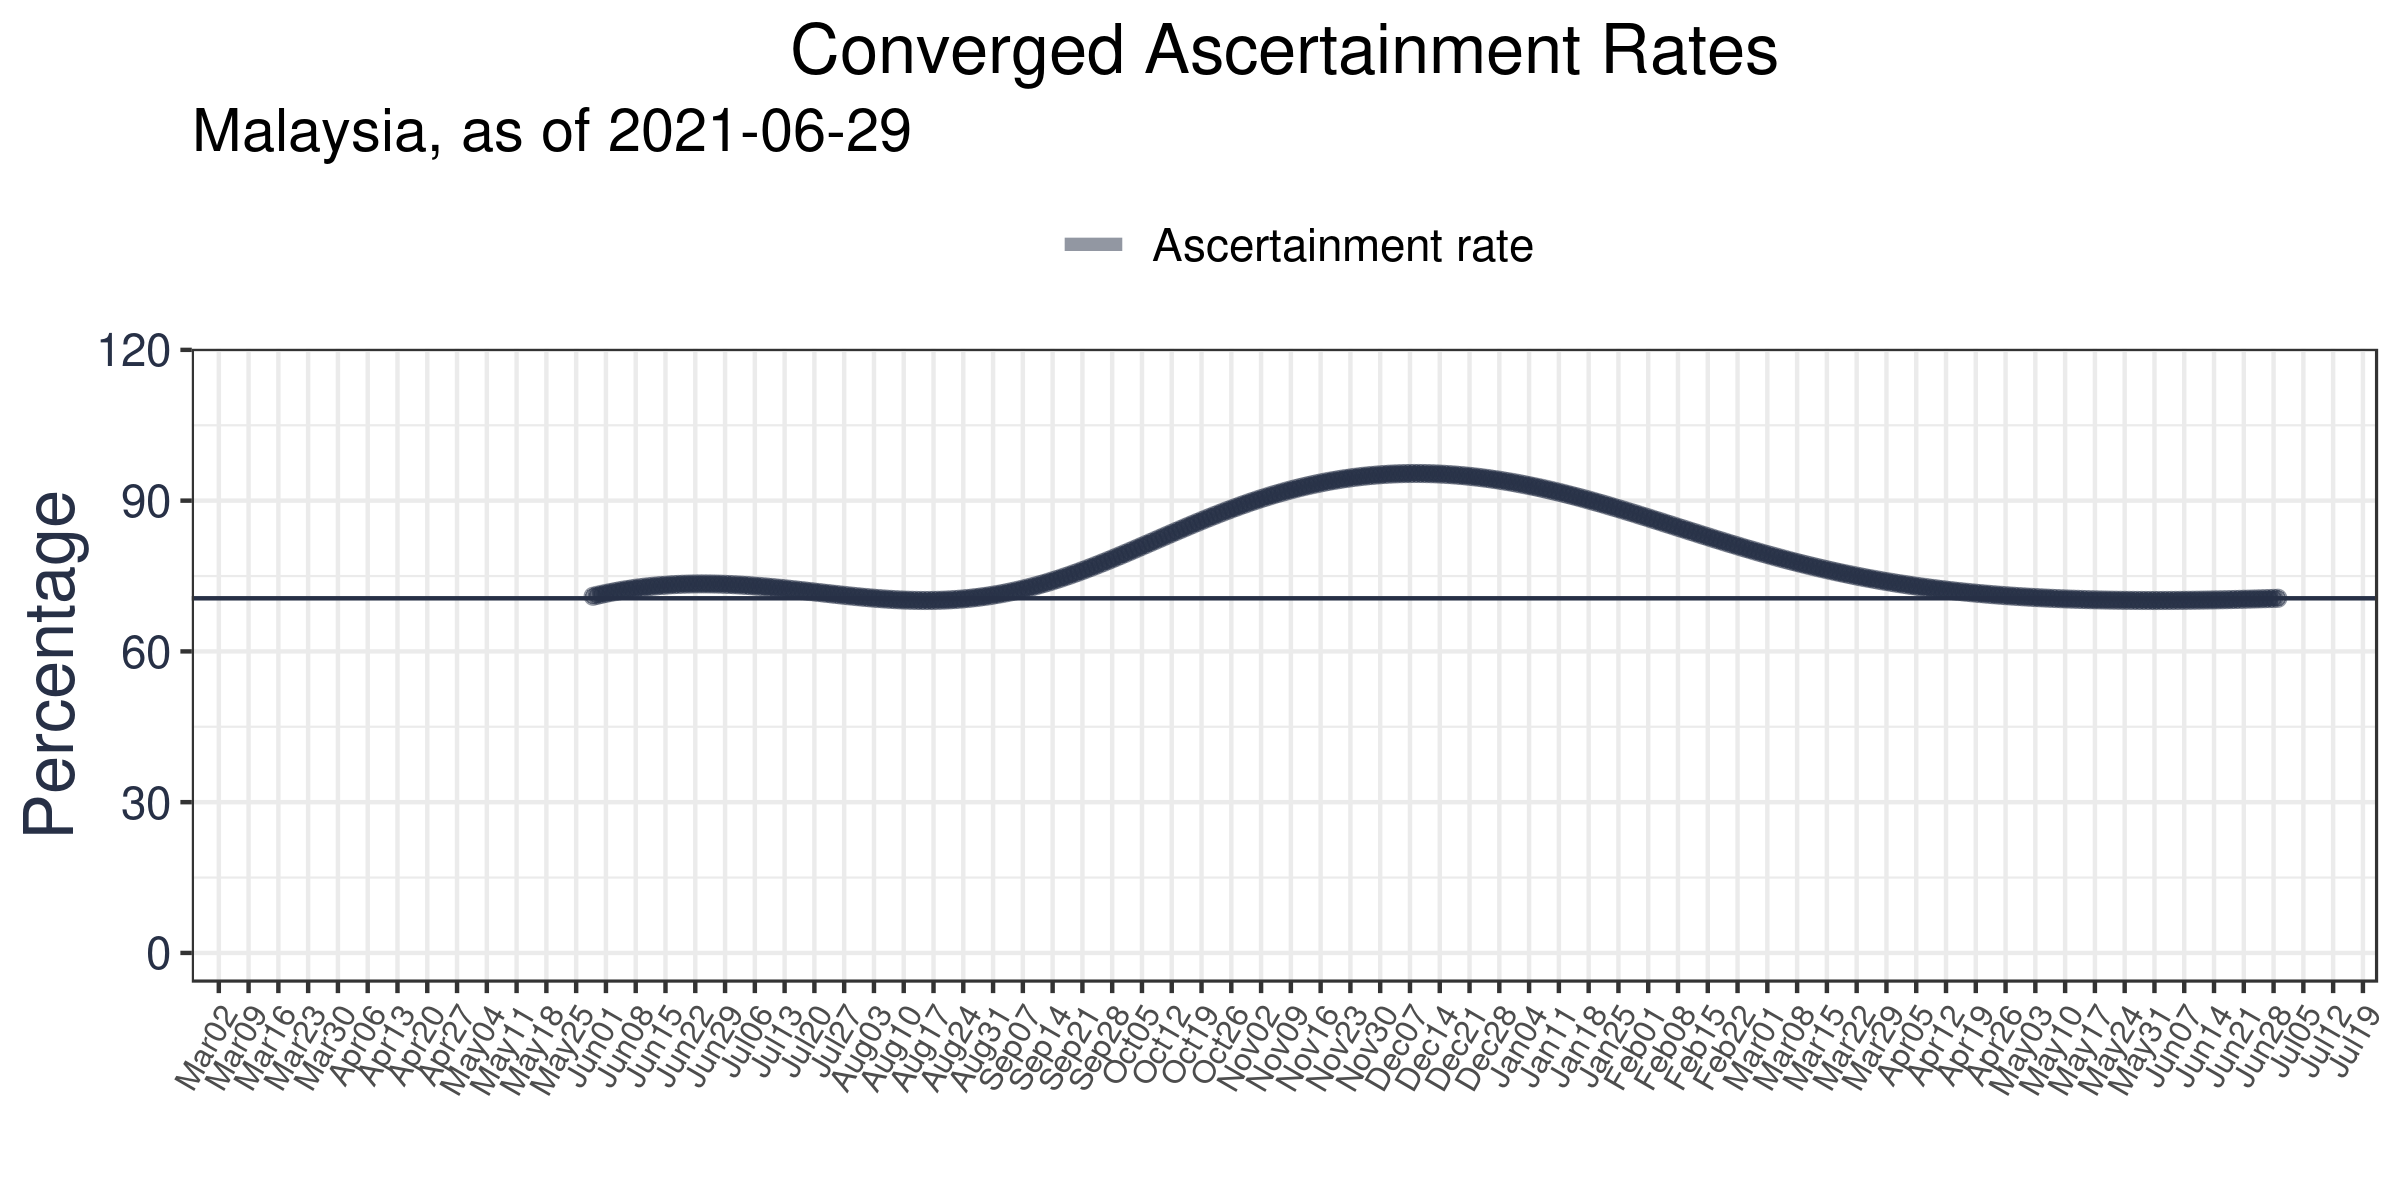 Converged Ascertainment Rates
Malaysia, as of 2021-06-29
Ascertainment rate
Percentage
120
90
60
30
0
Mar02
Mar09
Mar16
Mar23
Mar30
Apr06
Apr13
Apr20
Apr27
May04
May11
May18
May25
Jun01
Jun08
Jun15
Jun22
Jun29
Jul06
Jul13
Jul20
Jul27
Aug03
Aug10
Aug17
Aug24
Aug31
Sep07
Sep14
Sep21
Sep28
Oct05
Oct12
Oct19
Oct26
Nov02
Nov09
Nov16
Nov23
Nov30
Dec07
Dec14
Dec21
Dec28
Jan04
Jan11
Jan18
Jan25
Feb01
Feb08
Feb15
Feb22
Mar01
Mar08
Mar15
Mar22
Mar29
Apr05
Apr12
Apr19
Apr26
May03
May10
May17
May24
May31
May07
Jun14
Jun21
Jun28
Jul05
Jul12
Jul19